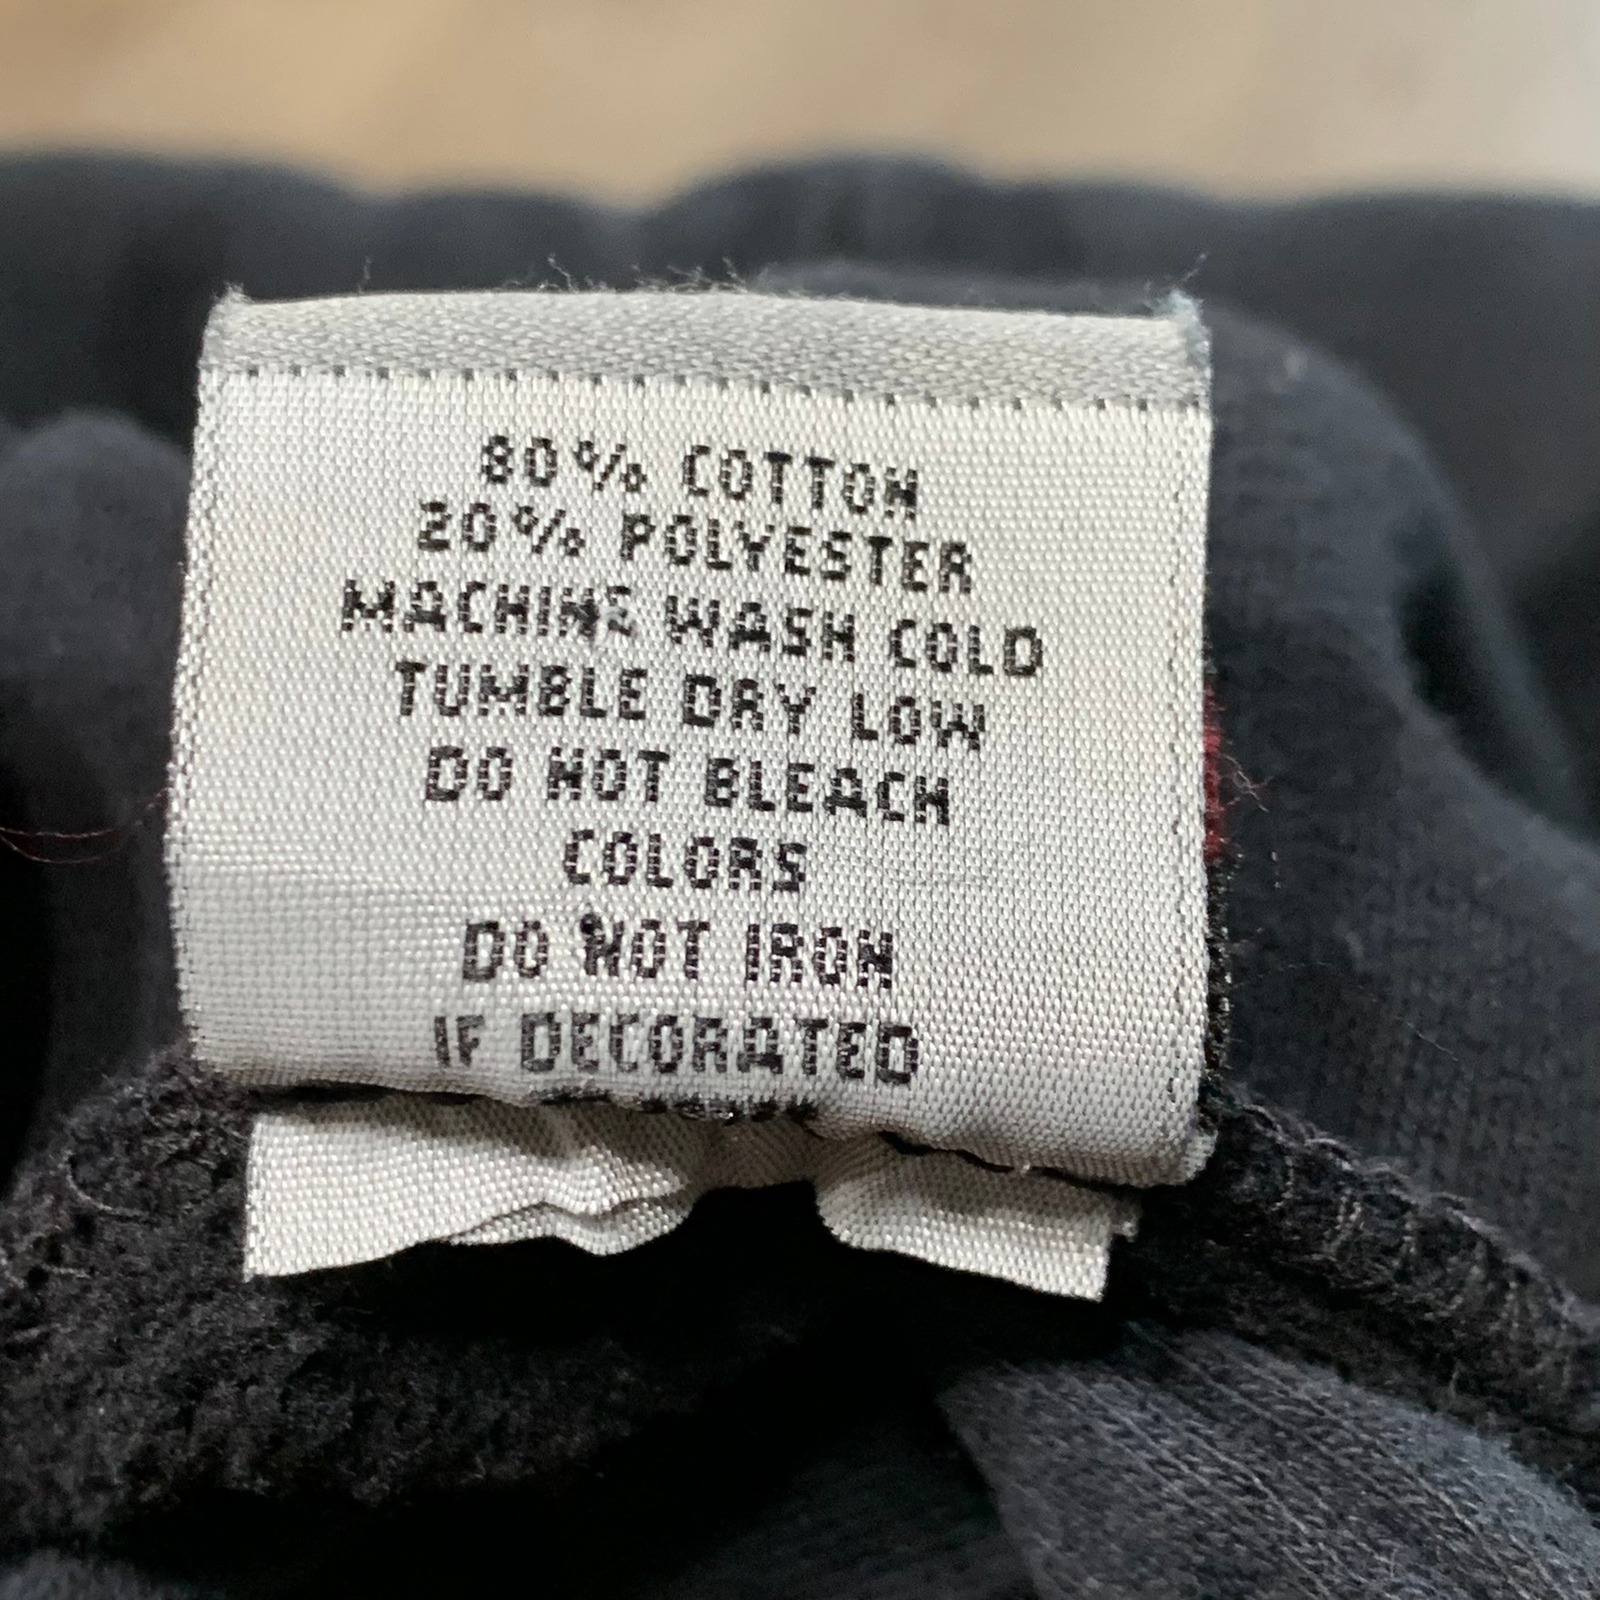 80% COTTON
20% POLYESTER
MACHINE WASH COLD
TUMBLE DRY LOW
DO NOT BLEACH
COLORS
DO NOT IRON
IF DECORATED